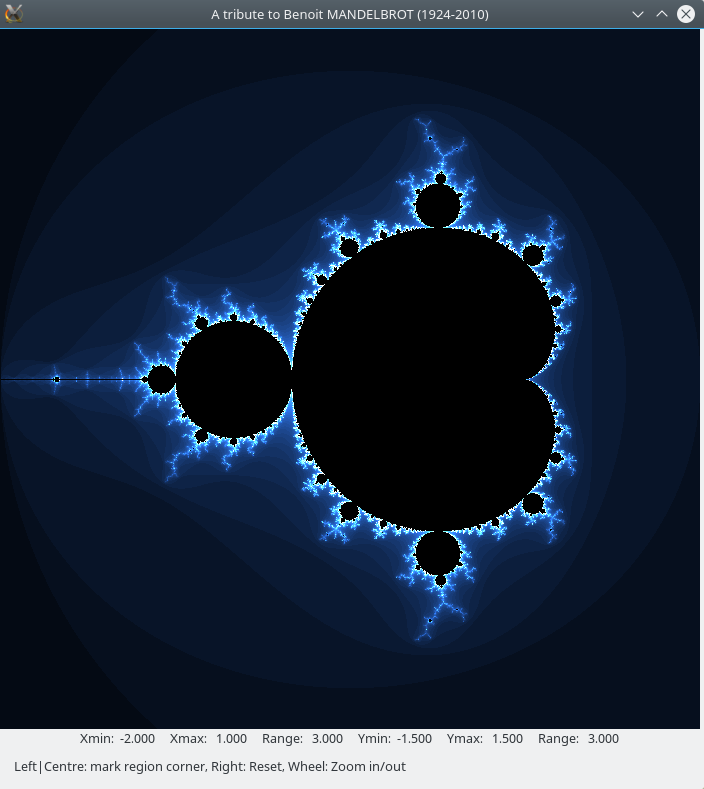 A tribute to Benoit MANDELBROT (1924-2010)
Xmin: -2.000 Xmax: 1.000 Range: 3.000 Ymin: -1.500 Ymax: 1.500 Range: 3.000
Left|Centre: mark region corner, Right: Reset, Wheel: Zoom in/out